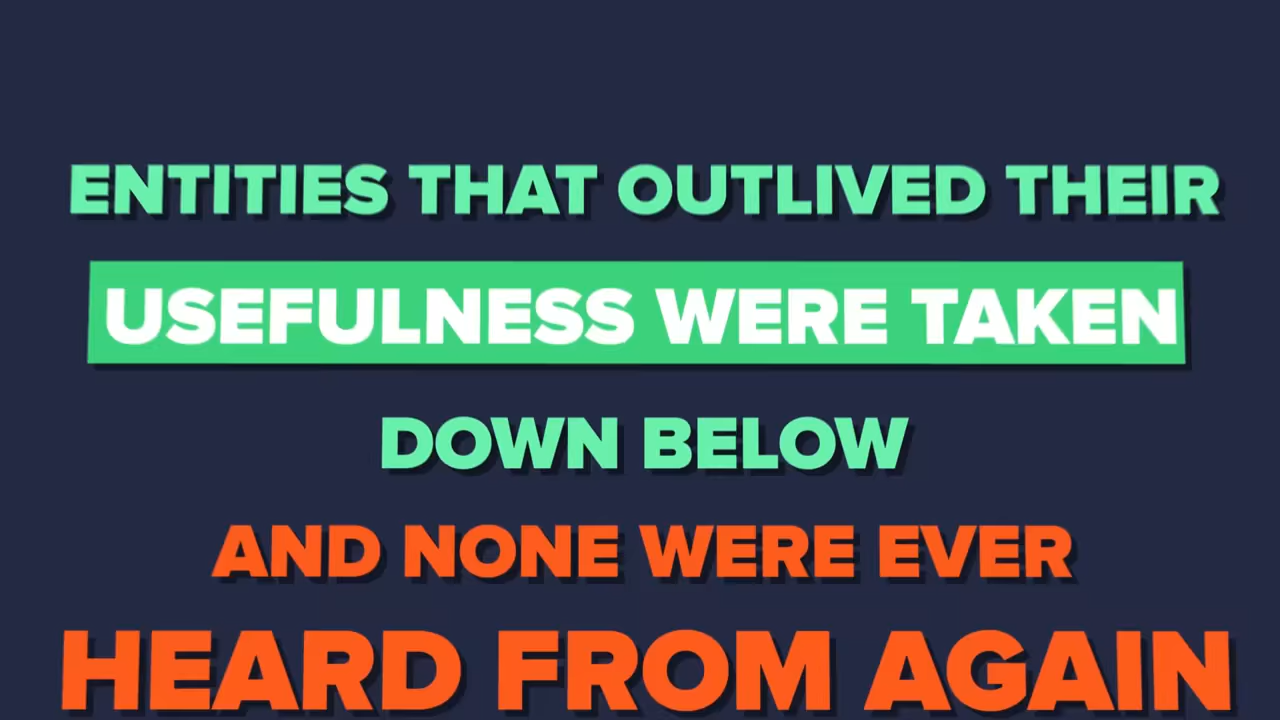 ENTITIES THAT OUTLIVED THEIR
USEFULNESS WERE TAKEN
DOWN BELOW
AND NONE WERE EVER
HEARD FROM AGAIN